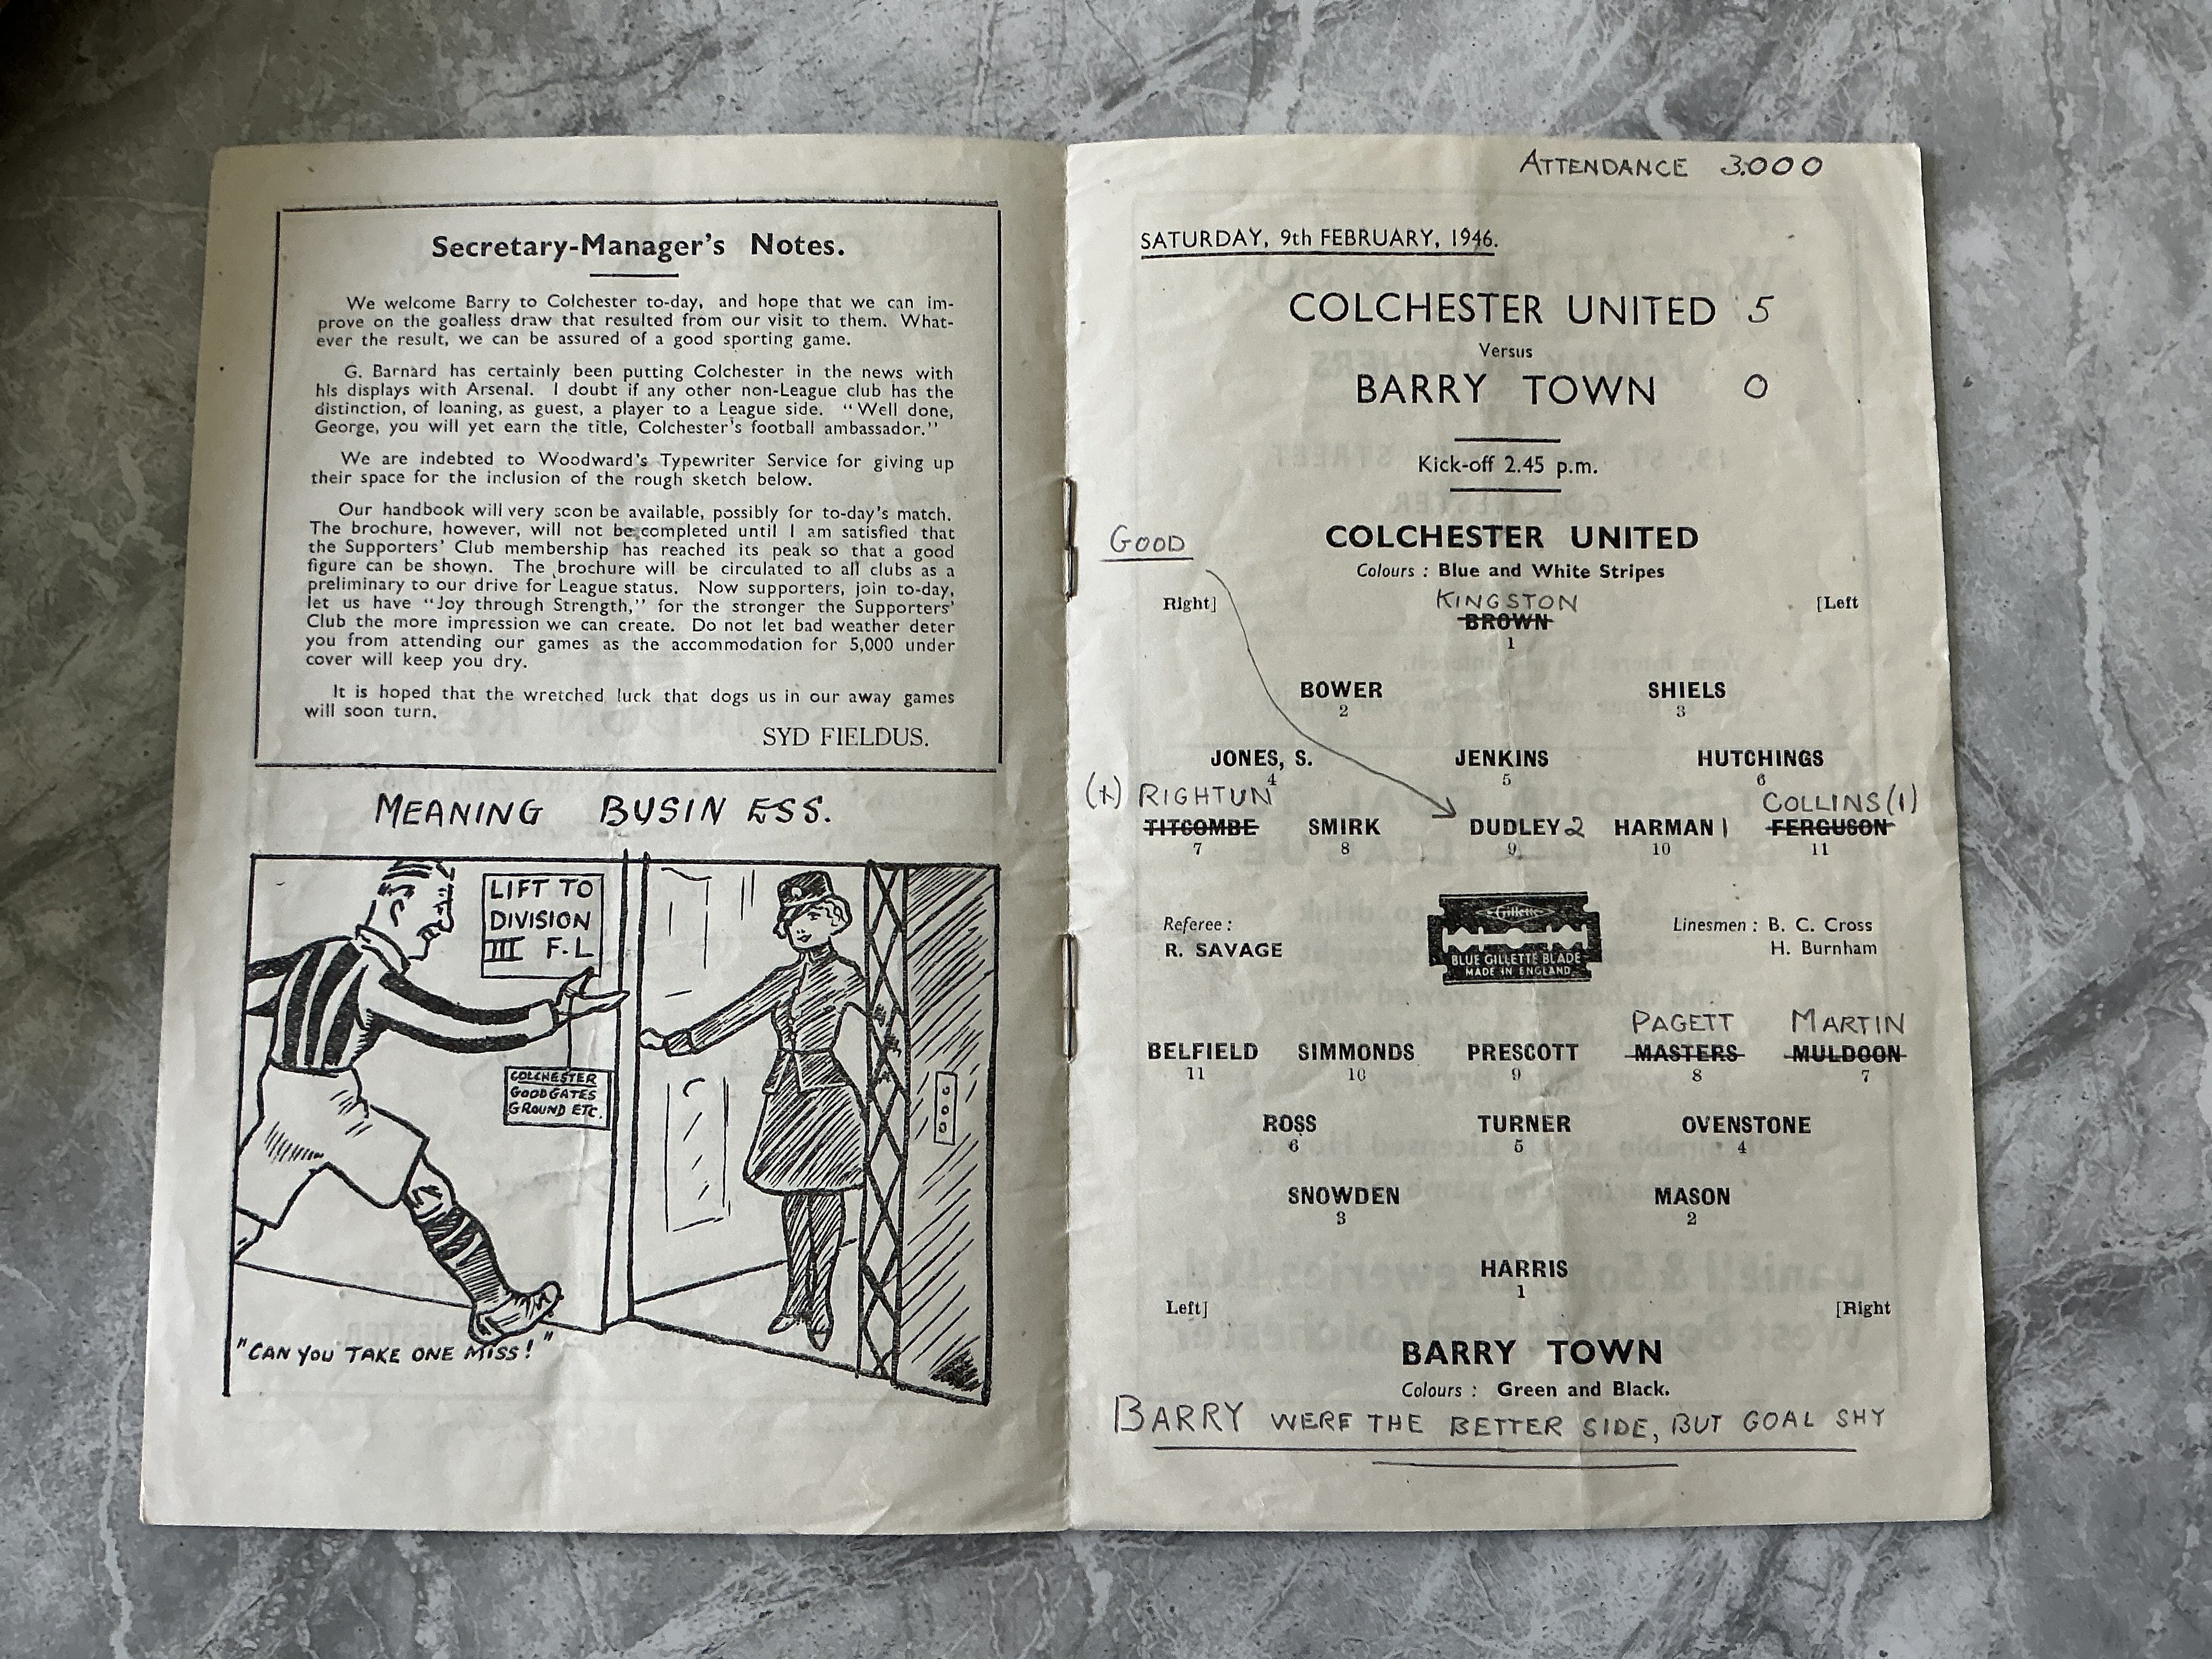 Secretary-Manager's Notes.
We welcome Barry to Colchester to-day, and hope that we can im-
prove on the goalless draw that resulted from our visit to them. What-
ever the result, we can be assured of a good sporting game.
G. Barnard has certainly been putting Colchester in the news with
his displays with Arsenal. I doubt if any other non-League club has the
distinction, of loaning, as guest, a player to a League side. "Well done,
George, you will yet earn the title, Colchester's football ambassador."
We are indebted to Woodward's Typewriter Service for giving up
their space for the inclusion of the rough sketch below.
Our handbook will very soon be available, possibly for to-day's match.
The brochure, however, will not be completed until I am satisfied that
the Supporters' Club membership has reached its peak so that a good
figure can be shown. The brochure will be circulated to all clubs as a
preliminary to our drive for League status. Now supporters, join to-day,
let us have "Joy through Strength," for the stronger the Supporters'
Club the more impression we can create. Do not let bad weather deter
you from attending our games as the accommodation for 5,000 under
cover will keep you dry.
It is hoped that the wretched luck that dogs us in our away games
will soon turn.
SYD FIELDUS.
MEANING BUSINESS.
LIFT TO
DIVISION
III F.L
COLCHESTER
GOOD GATES
GROUND ETC.
"CAN YOU TAKE ONE MISS!"
ATTENDANCE 3.000
SATURDAY, 9th FEBRUARY, 1946.
COLCHESTER UNITED 5
Versus
BARRY TOWN 0
Kick-off 2.45 p.m.
GOOD
COLCHESTER UNITED
Colours : Blue and White Stripes
Right] KINGSTON [Left
BROWN
1
BOWER SHIELS
2 3
JONES, S. JENKINS HUTCHINGS
4 5 6
(1) RIGHTUN COLLINS (1)
TITCOMBE SMIRK DUDLEY 2 HARMAN 1 FERGUSON
7 8 9 10 11
Referee : Linesmen : B. C. Cross
R. SAVAGE H. Burnham
Gillette
BLUE GILLETTE BLADE
MADE IN ENGLAND
PAGETT MARTIN
BELFIELD SIMMONDS PRESCOTT MASTERS MULDOON
11 10 9 8 7
ROSS TURNER OVENSTONE
6 5 4
SNOWDEN MASON
3 2
HARRIS
1
Left] [Right
BARRY TOWN
Colours : Green and Black.
BARRY WERE THE BETTER SIDE, BUT GOAL SHY